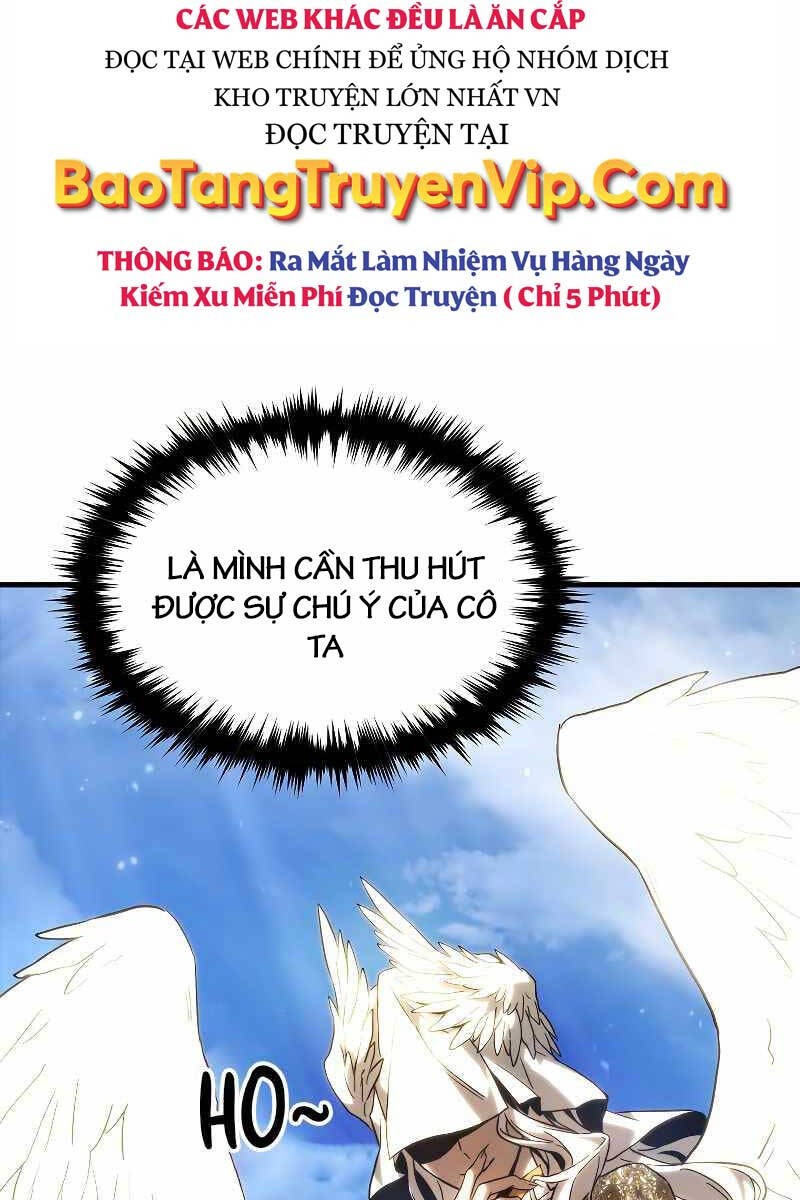 CÁC WEB KHÁC ĐỀU LÀ ĂN CẮP
ĐỌC TẠI WEB CHÍNH ĐỂ ỦNG HỘ NHÓM DỊCH
KHO TRUYỆN LỚN NHẤT VN
ĐỌC TRUYỆN TẠI
BaoTangTruyenVip.Com
THÔNG BÁO: Ra Mắt Làm Nhiệm Vụ Hàng Ngày
Kiếm Xu Miễn Phí Đọc Truyện ( Chỉ 5 Phút)
LÀ MÌNH CẦN THU HÚT
ĐƯỢC SỰ CHÚ Ý CỦA CÔ
TA
HO~